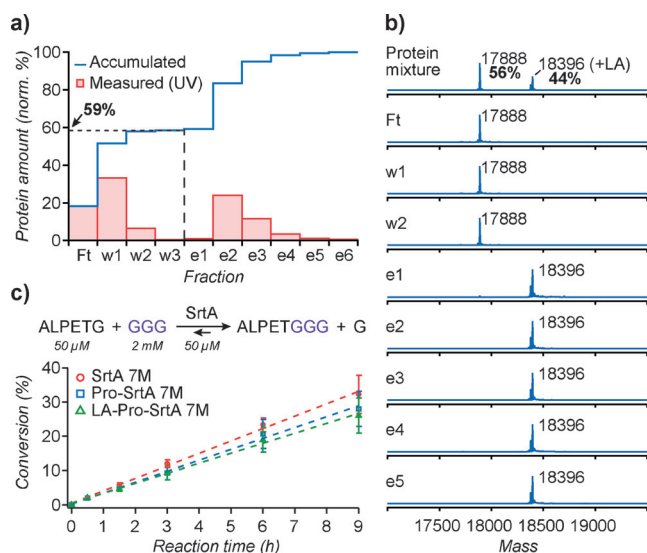 a)
Protein amount (norm. %)
100
80
60
40
20
0
Accumulated
Measured (UV)
59%
Ft w1 w2 w3 e1 e2 e3 e4 e5 e6
Fraction
b)
Protein mixture
17888
56%
18396 (+LA)
44%
Ft
17888
w1
17888
w2
17888
e1
18396
e2
18396
e3
18396
e4
18396
e5
18396
17500 18000 18500 19000
Mass
c)
SrtA
ALPETG + GGG ALPETGGG + G
50 µM 2 mM 50 µM
Conversion (%)
40
30
20
10
0
SrtA 7M
Pro-SrtA 7M
LA-Pro-SrtA 7M
0 1 2 3 4 5 6 7 8 9
Reaction time (h)